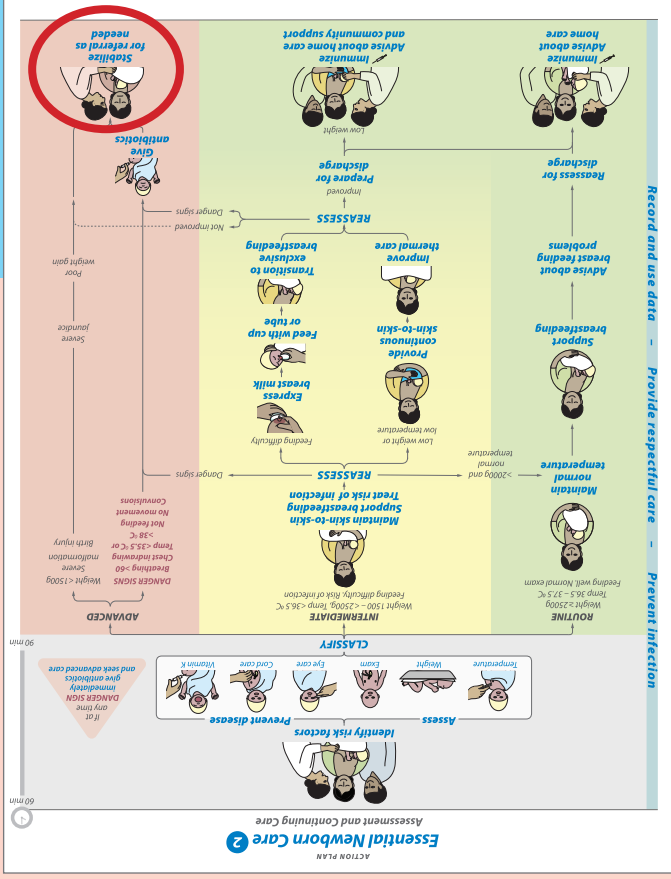 ACTION PLAN
Essential Newborn Care 2
Assessment and Continuing Care
60 min
Identify risk factors
Assess
Prevent disease
Temperature
Weight
Exam
Eye care
Cord care
Vitamin K
If at
any time
DANGER SIGN
immediately
give antibiotics
and seek advanced care
90 min
CLASSIFY
ROUTINE
Weight ≥2500g
Temp 36.5 – 37.5 ºC
Feeding well. Normal exam
INTERMEDIATE
Weight 1500 – <2500g, Temp <36.5 ºC
Feeding difficulty. Risk of infection
ADVANCED
DANGER SIGNS
Breathing >60
Chest indrawing
Temp <35.5 ºC or
>38 ºC
Not feeding
No movement
Convulsions
Weight <1500g
Severe
malformation
Birth injury
Maintain
normal
temperature
Maintain skin-to-skin
Support breastfeeding
Treat risk of infection
REASSESS
>2000g and
normal
temperature
Danger signs
Low weight or
low temperature
Feeding difficulty
Support
breastfeeding
Provide
continuous
skin-to-skin
Express
breast milk
Feed with cup
or tube
Severe
jaundice
Advise about
breast feeding
problems
Improve
thermal care
Transition to
exclusive
breastfeeding
Poor
weight gain
REASSESS
Not improved
Danger signs
Improved
Reassess for
discharge
Prepare for
discharge
Low weight
Give
antibiotics
Immunize
Advise about
home care
Immunize
Advise about home care
and community support
Stabilize
for referral as
needed
Prevent infection – Provide respectful care – Record and use data